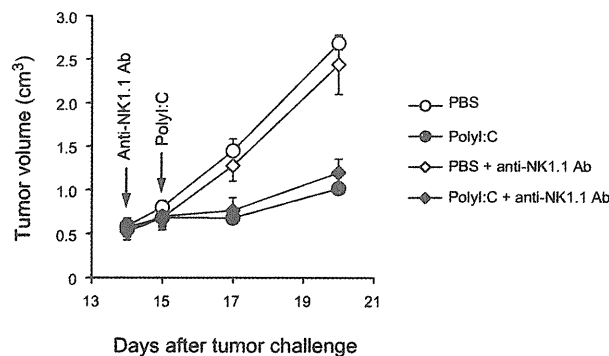 Tumor volume (cm3)
3.0
2.5
2.0
1.5
1.0
0.5
0
Anti-NK1.1 Ab
PolyI:C
13
15
17
19
21
Days after tumor challenge
PBS
PolyI:C
PBS + anti-NK1.1 Ab
PolyI:C + anti-NK1.1 Ab